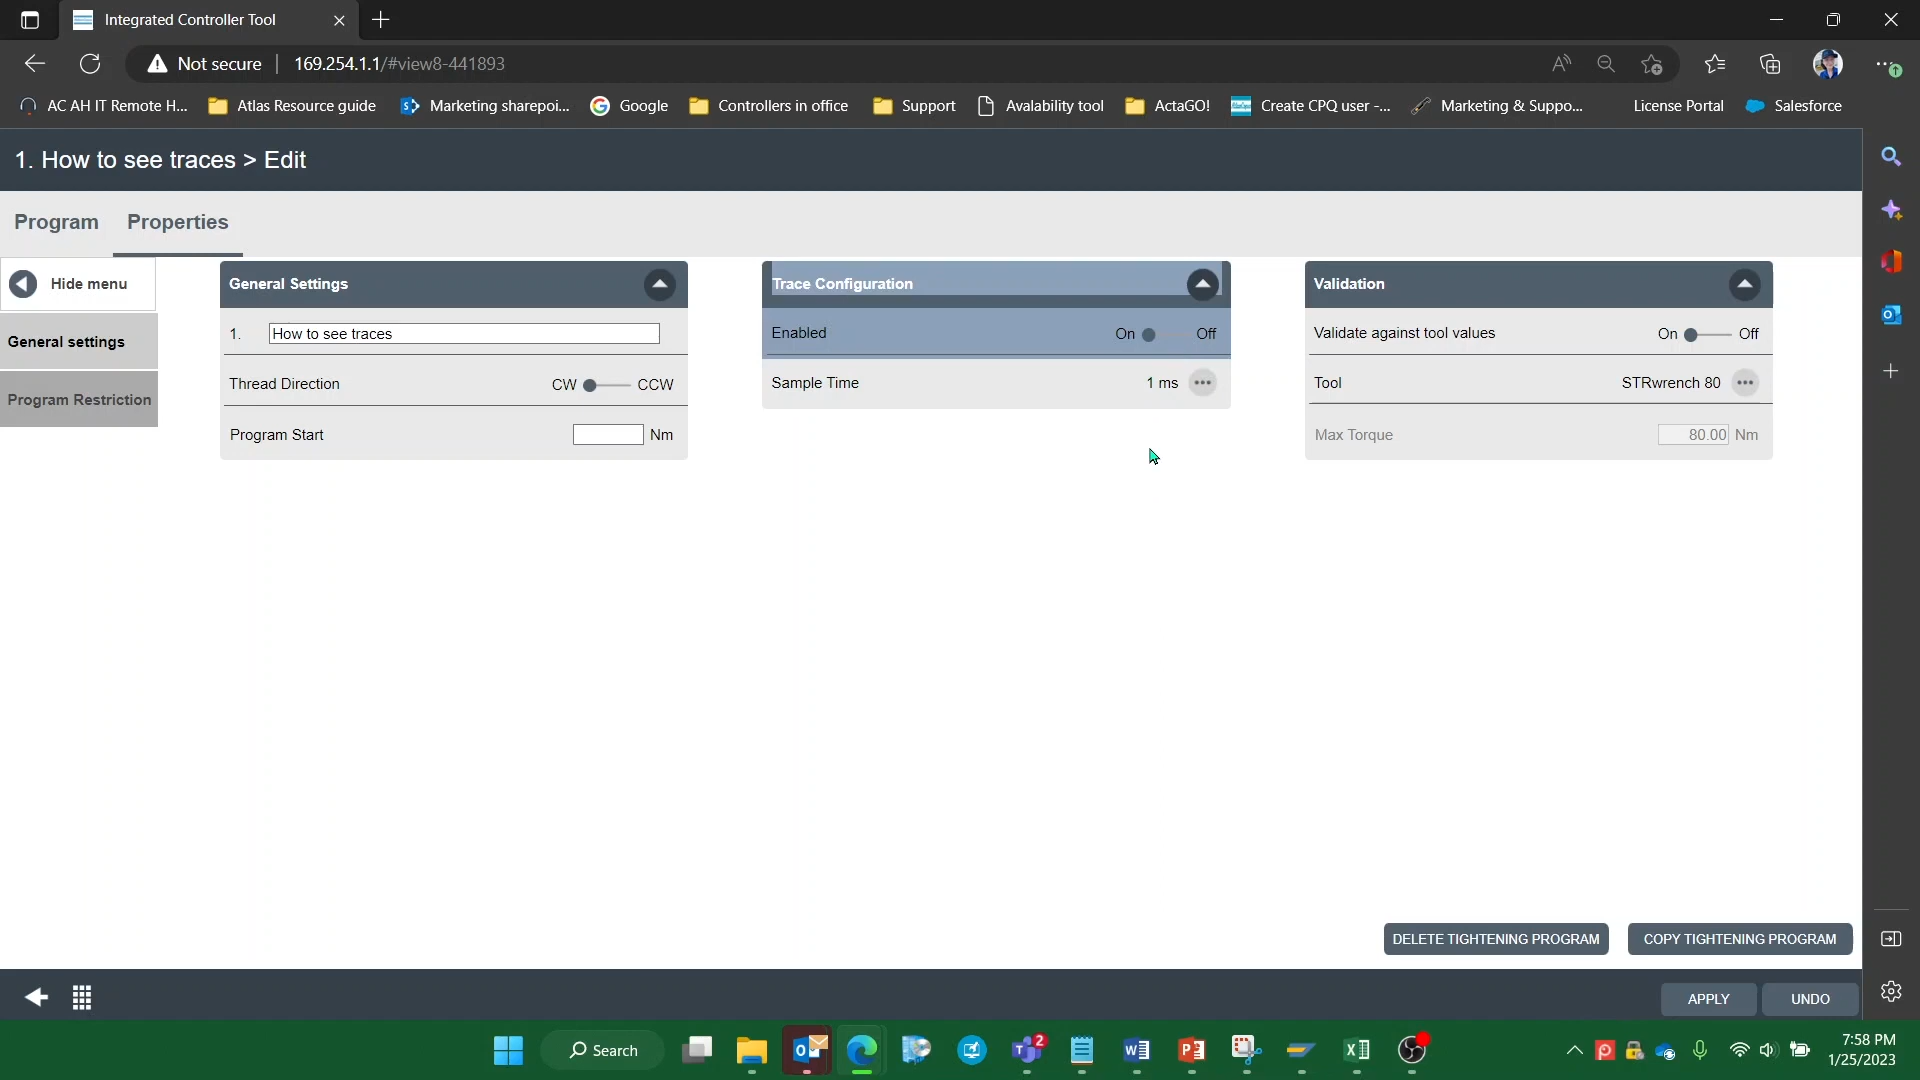 Integrated Controller Tool
Not secure 169.254.1.1/#view8-441893
AC AH IT Remote H... Atlas Resource guide Marketing sharepoi... Google Controllers in office Support Avalability tool ActaGO! Create CPQ user -... Marketing & Suppo... License Portal Salesforce
1. How to see traces > Edit
Program Properties
Hide menu
General settings
Program Restriction
General Settings
1. How to see traces
Thread Direction CW CCW
Program Start Nm
Trace Configuration
Enabled On Off
Sample Time 1 ms
Validation
Validate against tool values On Off
Tool STRwrench 80
Max Torque 80.00 Nm
DELETE TIGHTENING PROGRAM COPY TIGHTENING PROGRAM
APPLY UNDO
Search
2
7:58 PM
1/25/2023